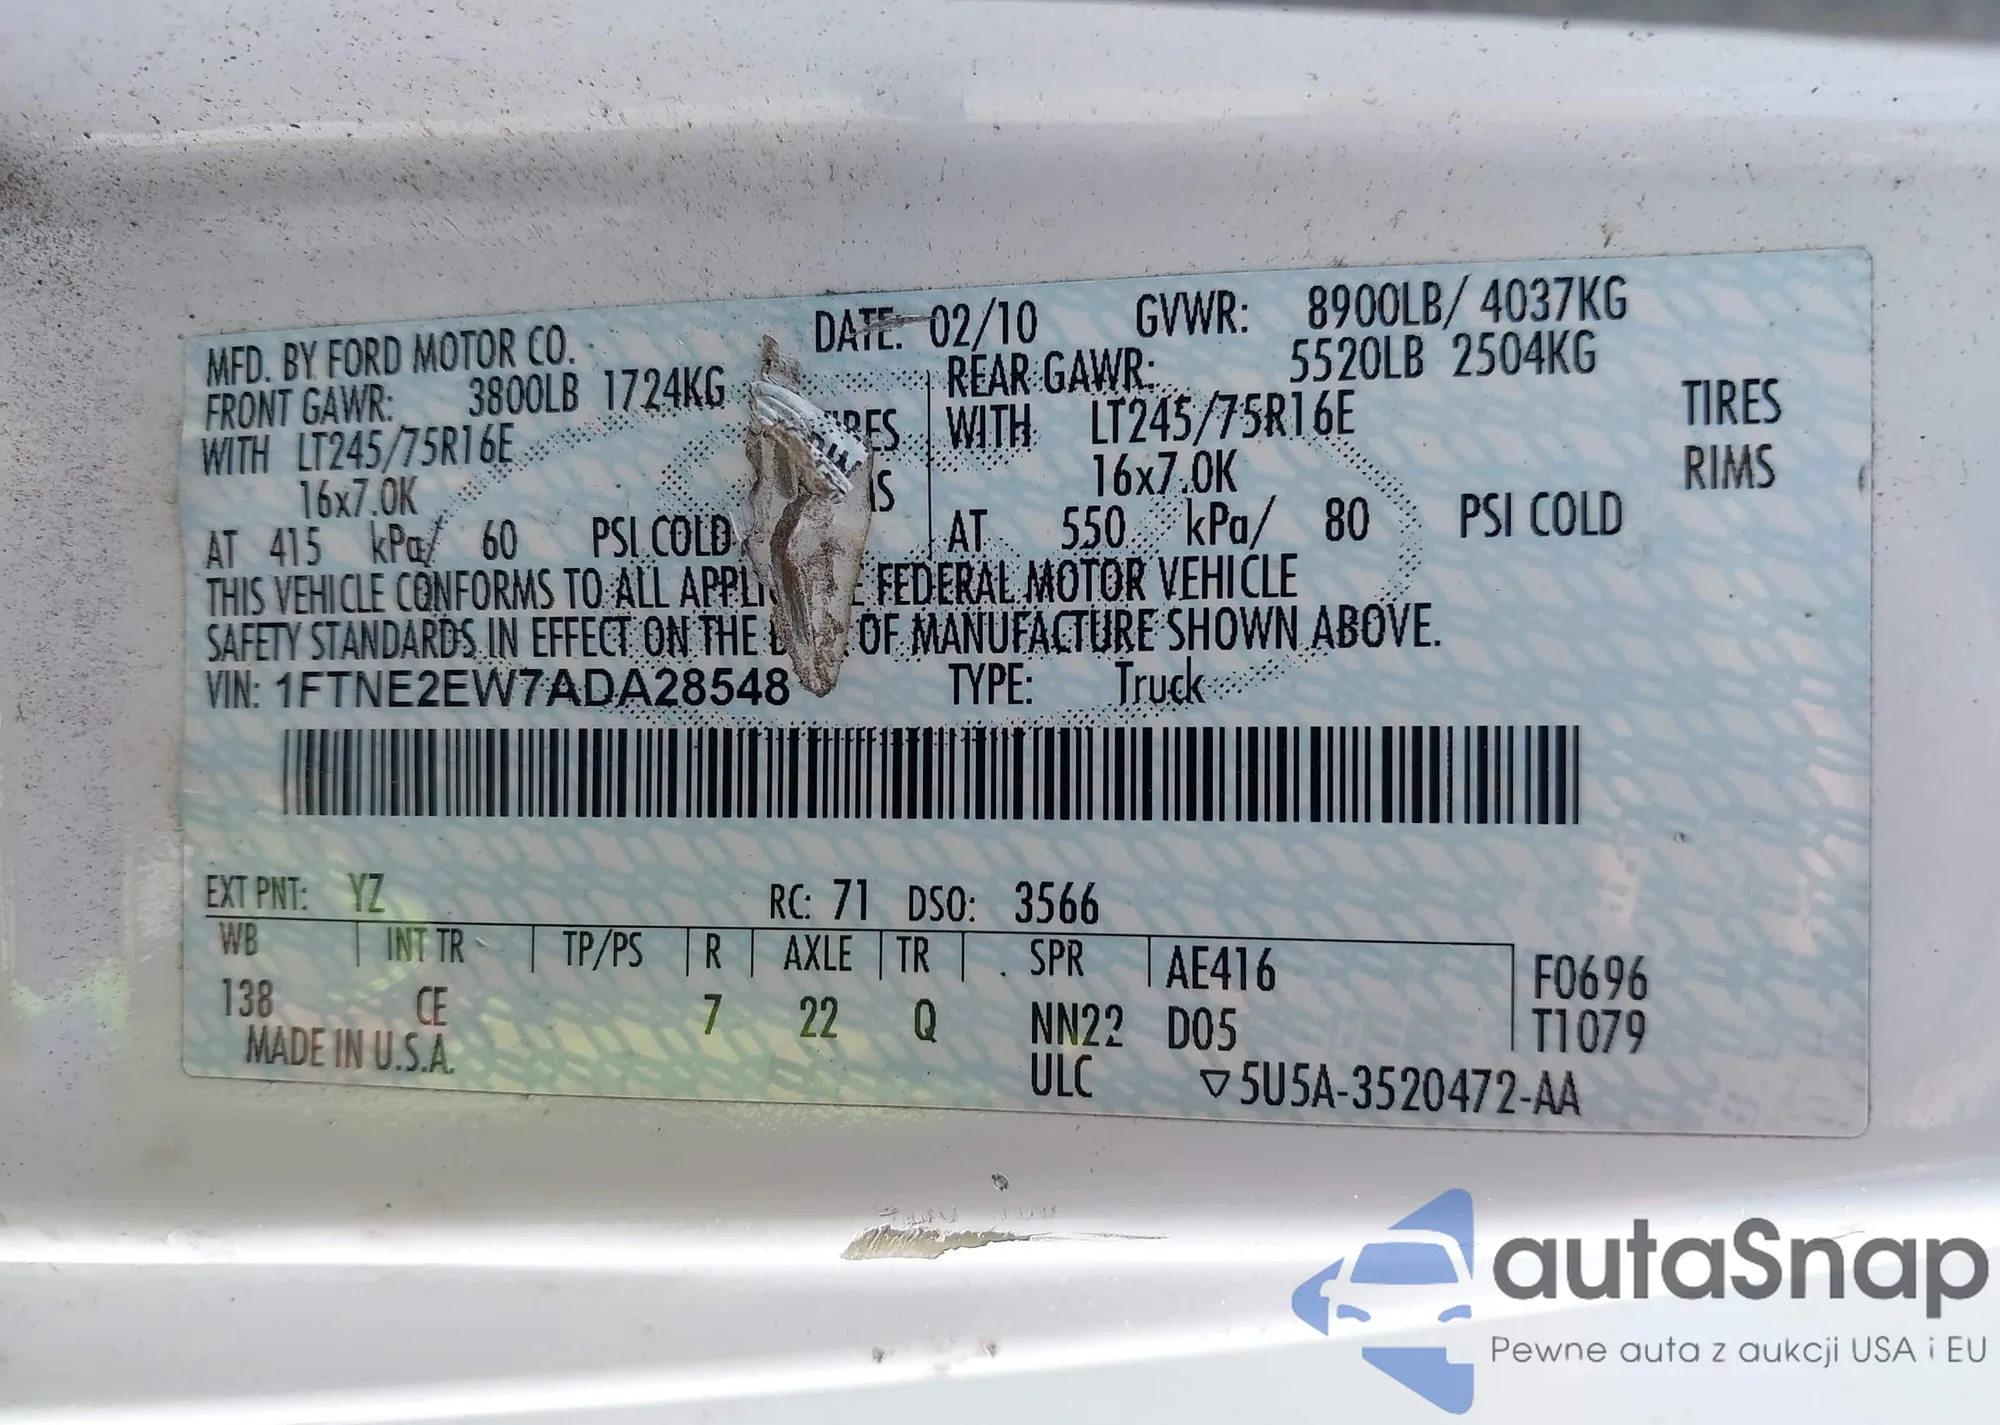 MFD. BY FORD MOTOR CO. DATE: 02/10 GVWR: 8900LB/ 4037KG
FRONT GAWR: 3800LB 1724KG REAR GAWR: 5520LB 2504KG
WITH LT245/75R16E WITH LT245/75R16E TIRES
16x7.0K 16x7.0K RIMS
AT 415 kPa/ 60 PSI COLD AT 550 kPa/ 80 PSI COLD
THIS VEHICLE CONFORMS TO ALL FEDERAL MOTOR VEHICLE
SAFETY STANDARDS IN EFFECT ON THE OF MANUFACTURE SHOWN ABOVE.
VIN: 1FTNE2EW7ADA28548 TYPE: Truck
EXT PNT: YZ RC: 71 DSO: 3566
WB INT TR TP/PS R AXLE TR SPR AE416 F0696
138 CE 7 22 Q NN22 D05 T1079
MADE IN U.S.A. ULC ▽5U5A-3520472-AA
autaSnap
Pewne auta z aukcji USA i EU